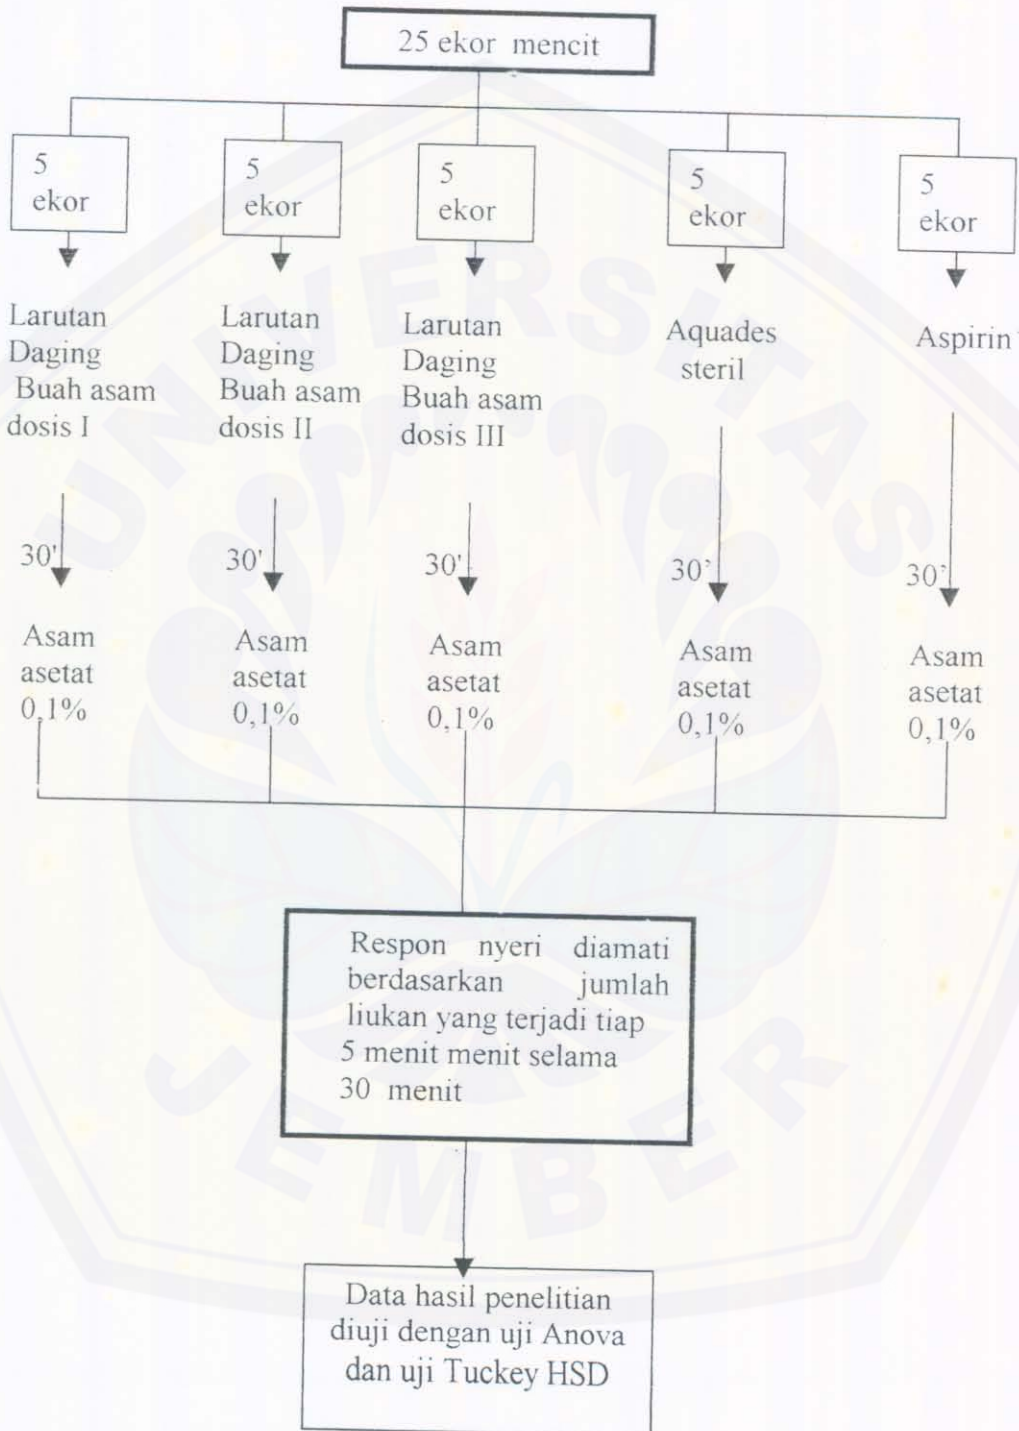 25 ekor mencit
5
ekor
5
ekor
5
ekor
5
ekor
5
ekor
Larutan
Daging
Buah asam
dosis I
Larutan
Daging
Buah asam
dosis II
Larutan
Daging
Buah asam
dosis III
Aquades
steril
Aspirin
30'
30'
30'
30'
30'
Asam
asetat
0,1%
Asam
asetat
0,1%
Asam
asetat
0,1%
Asam
asetat
0,1%
Asam
asetat
0,1%
Respon nyeri diamati
berdasarkan jumlah
liukan yang terjadi tiap
5 menit menit selama
30 menit
Data hasil penelitian
diuji dengan uji Anova
dan uji Tuckey HSD
UNIVERSITAS
JEMBER